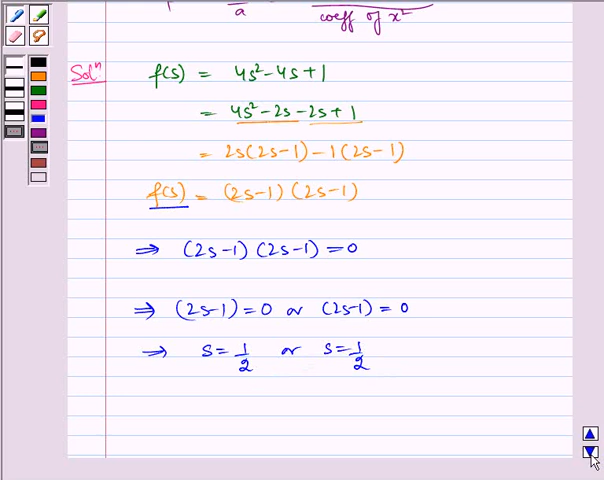 a coeff of x²
Solⁿ. f(s) = 4s² - 4s + 1
= 4s² - 2s - 2s + 1
= 2s(2s - 1) - 1(2s - 1)
f(s) = (2s-1) (2s-1)
⇒ (2s-1) (2s-1) = 0
⇒ (2s-1) = 0 or (2s-1) = 0
⇒ s = 1/2 or s = 1/2